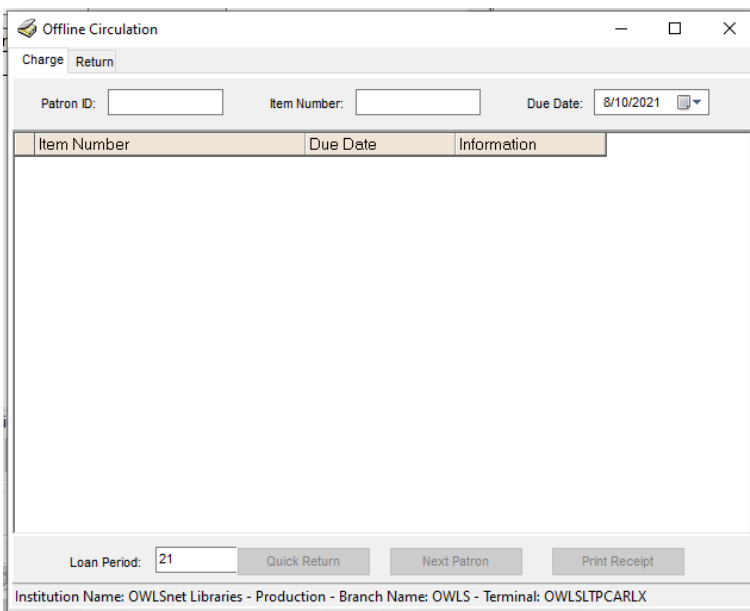 Offline Circulation
Charge Return
Patron ID: Item Number: Due Date: 8/10/2021
Item Number Due Date Information
Loan Period: 21 Quick Return Next Patron Print Receipt
Institution Name: OWLSnet Libraries - Production - Branch Name: OWLS - Terminal: OWLSLTPCARLX